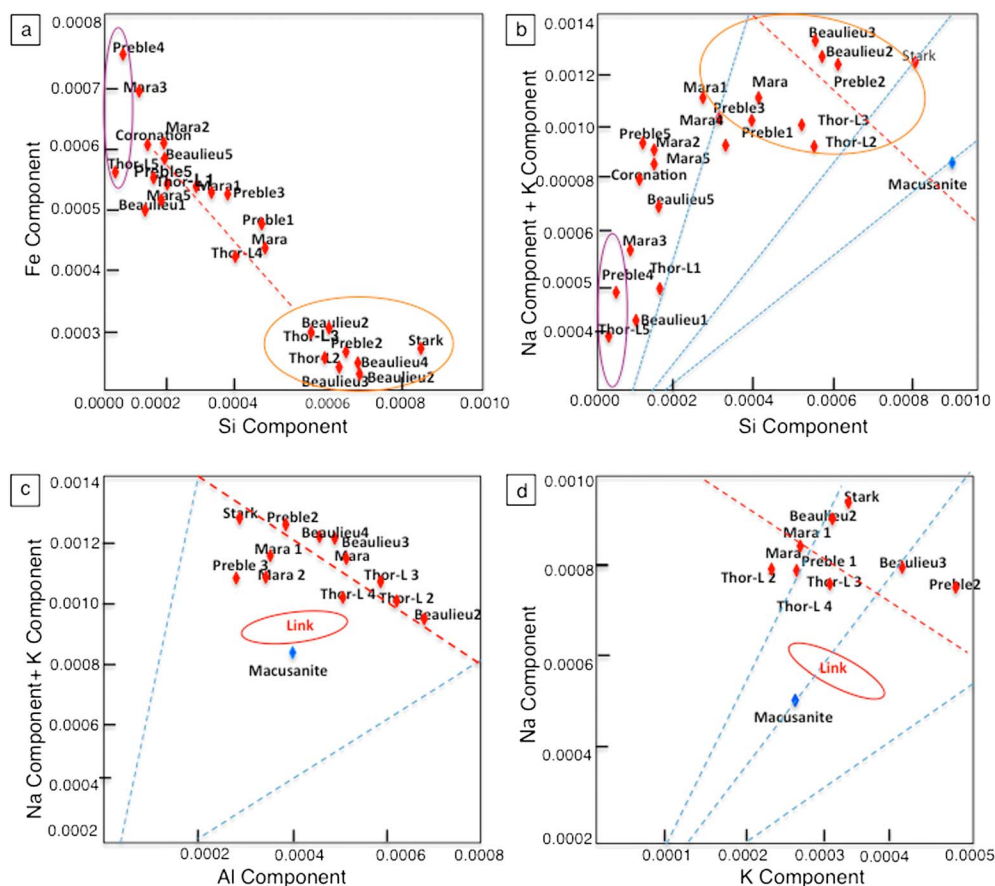 a
Fe Component
0.0008
0.0007
0.0006
0.0005
0.0004
0.0003
Preble4
Mara3
Mara2
Coronation
Beaulieu5
Thor-L5
Preble5
Thor-L1
Mara1
Preble3
Mara5
Beaulieu1
Preble1
Mara
Thor-L4
Beaulieu2
Thor-L3
Preble2
Stark
Thor-L2
Beaulieu4
Beaulieu3
Beaulieu2
0.0000 0.0002 0.0004 0.0006 0.0008 0.0010
Si Component
b
Na Component + K Component
0.0014
0.0012
0.0010
0.0008
0.0006
0.0005
0.0004
Beaulieu3
Beaulieu2
Stark
Preble2
Mara1
Mara
Preble3
Mara4
Thor-L3
Preble1
Preble5
Mara2
Thor-L2
Mara5
Coronation
Macusanite
Beaulieu5
Mara3
Thor-L1
Preble4
Beaulieu1
Thor-L5
0.0000 0.0002 0.0004 0.0006 0.0008 0.0010
Si Component
c
Na Component+ K Component
0.0014
0.0012
0.0010
0.0008
0.0006
0.0004
0.0002
Stark
Preble2
Beaulieu4
Beaulieu3
Mara 1
Mara
Preble 3
Mara 2
Thor-L 3
Thor-L 4
Thor-L 2
Beaulieu2
Link
Macusanite
0.0002 0.0004 0.0006 0.0008
Al Component
d
Na Component
0.0010
0.0008
0.0006
0.0004
0.0002
Stark
Beaulieu2
Mara 1
Mara
Preble 1
Beaulieu3
Thor-L 2
Thor-L 3
Preble2
Thor-L 4
Link
Macusanite
0.0001 0.0002 0.0003 0.0004 0.0005
K Component